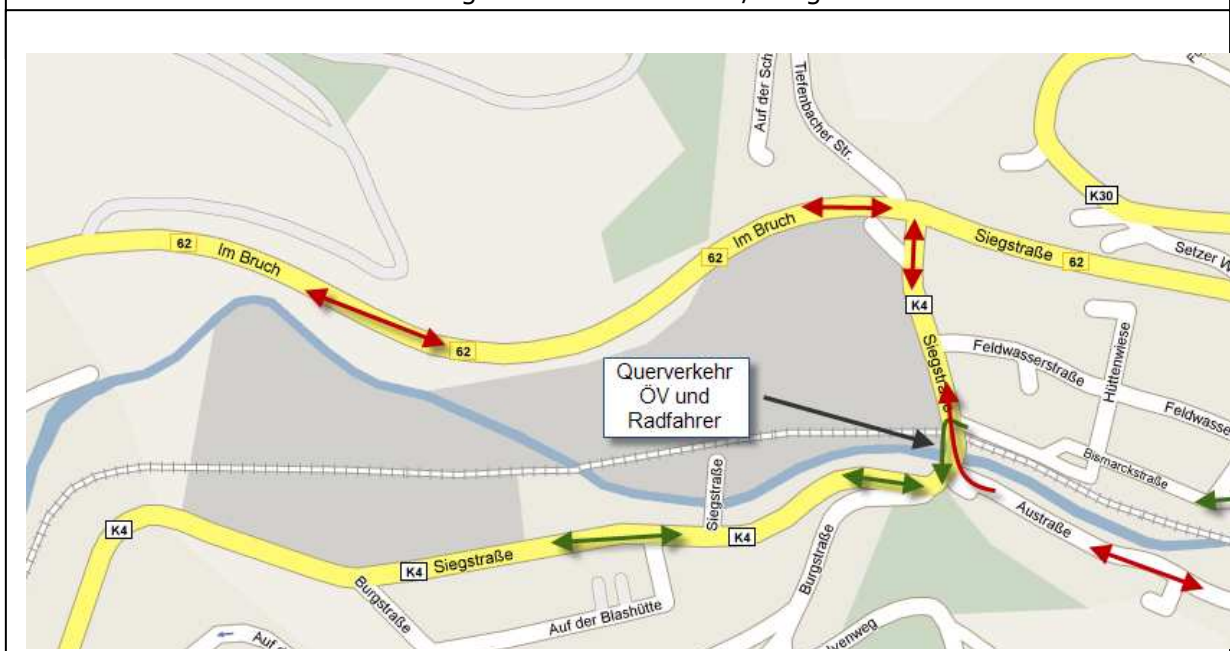 Auf der Sch
Tiefenbacher Str.
K30
Setzer W
62
Im Bruch
62
Im Bruch
Siegstraße
62
62
K4
Siegstraße
Feldwasserstraße
Hüttenwiese
Feldwasse
Querverkehr
ÖV und
Radfahrer
Bismarckstraße
Siegstraße
Austraße
K4
K4
K4
Siegstraße
Burgstraße
Burgstraße
Auf der Blashütte